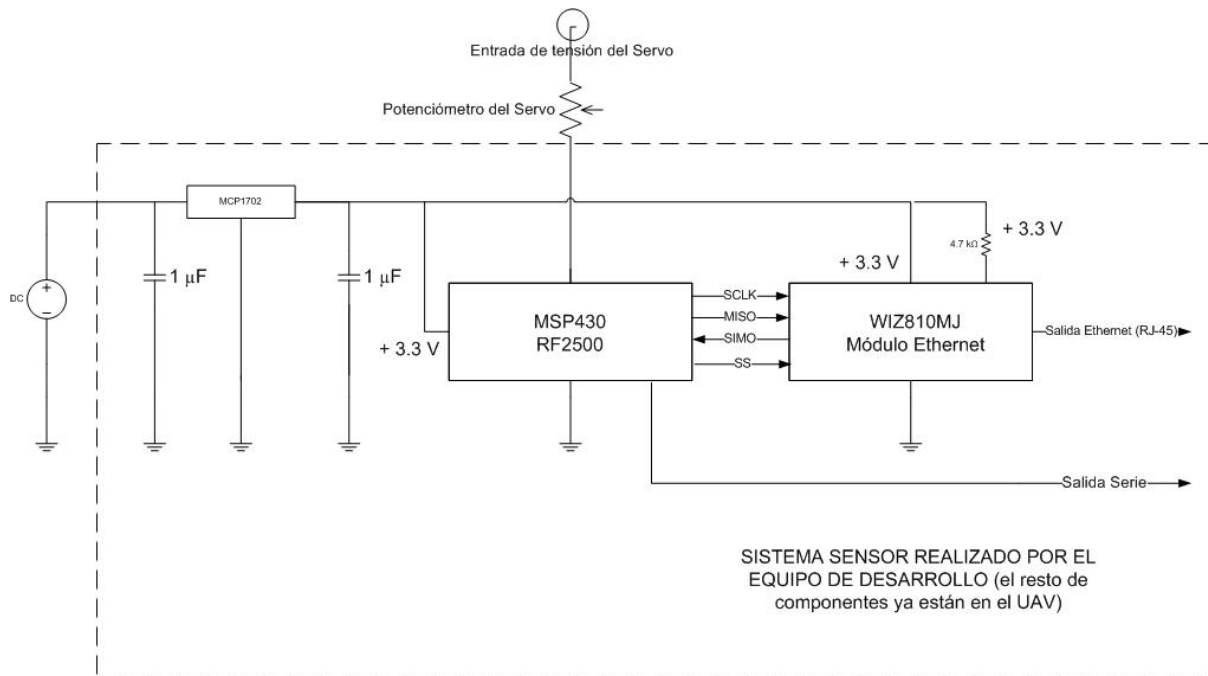 Entrada de tensión del Servo
Potenciómetro del Servo
MCP1702
+ 3.3 V
4.7 kΩ
+ 3.3 V
1 μF
1 μF
DC
+
−
+ 3.3 V
MSP430
RF2500
SCLK
MISO
SIMO
SS
WIZ810MJ
Módulo Ethernet
Salida Ethernet (RJ-45)
Salida Serie
SISTEMA SENSOR REALIZADO POR EL
EQUIPO DE DESARROLLO (el resto de
componentes ya están en el UAV)